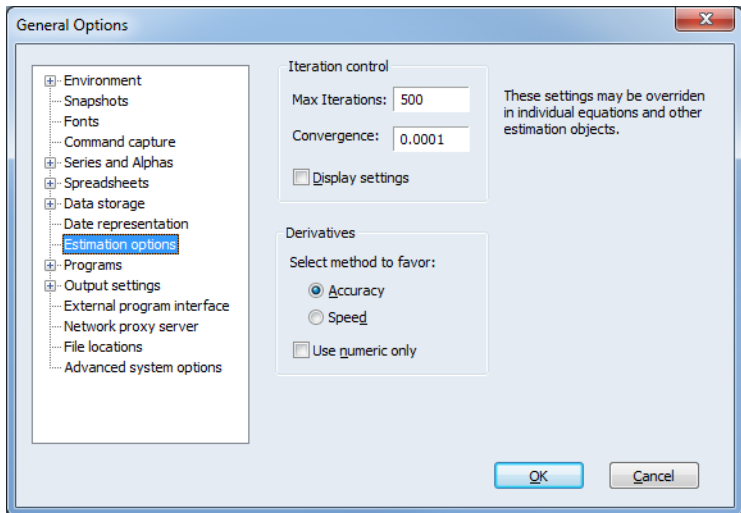 General Options
Environment
Snapshots
Fonts
Command capture
Series and Alphas
Spreadsheets
Data storage
Date representation
Estimation options
Programs
Output settings
External program interface
Network proxy server
File locations
Advanced system options
Iteration control
Max Iterations: 500
Convergence: 0.0001
Display settings
These settings may be overriden
in individual equations and other
estimation objects.
Derivatives
Select method to favor:
Accuracy
Speed
Use numeric only
OK
Cancel